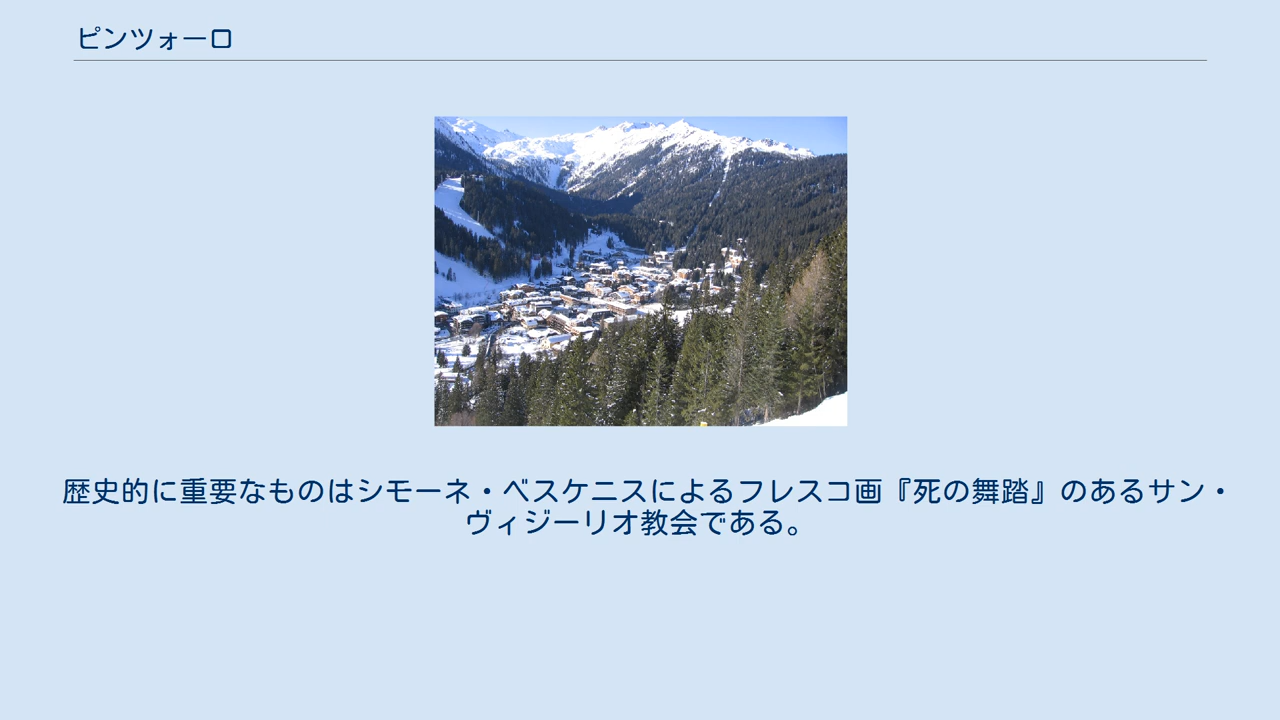 ピンツォーロ
歴史的に重要なものはシモーネ・ベスケニスによるフレスコ画『死の舞踏』のあるサン・
ヴィジーリオ教会である。